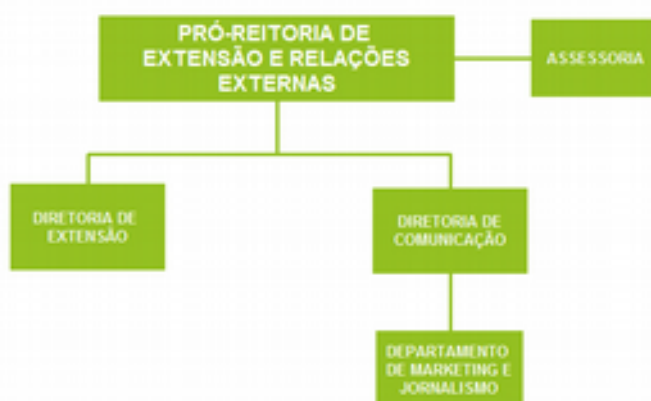 PRÓ-REITORIA DE
EXTENSÃO E RELAÇÕES
EXTERNAS
ASSESSORIA
DIRETORIA DE
EXTENSÃO
DIRETORIA DE
COMUNICAÇÃO
DEPARTAMENTO
DE MARKETING E
JORNALISMO